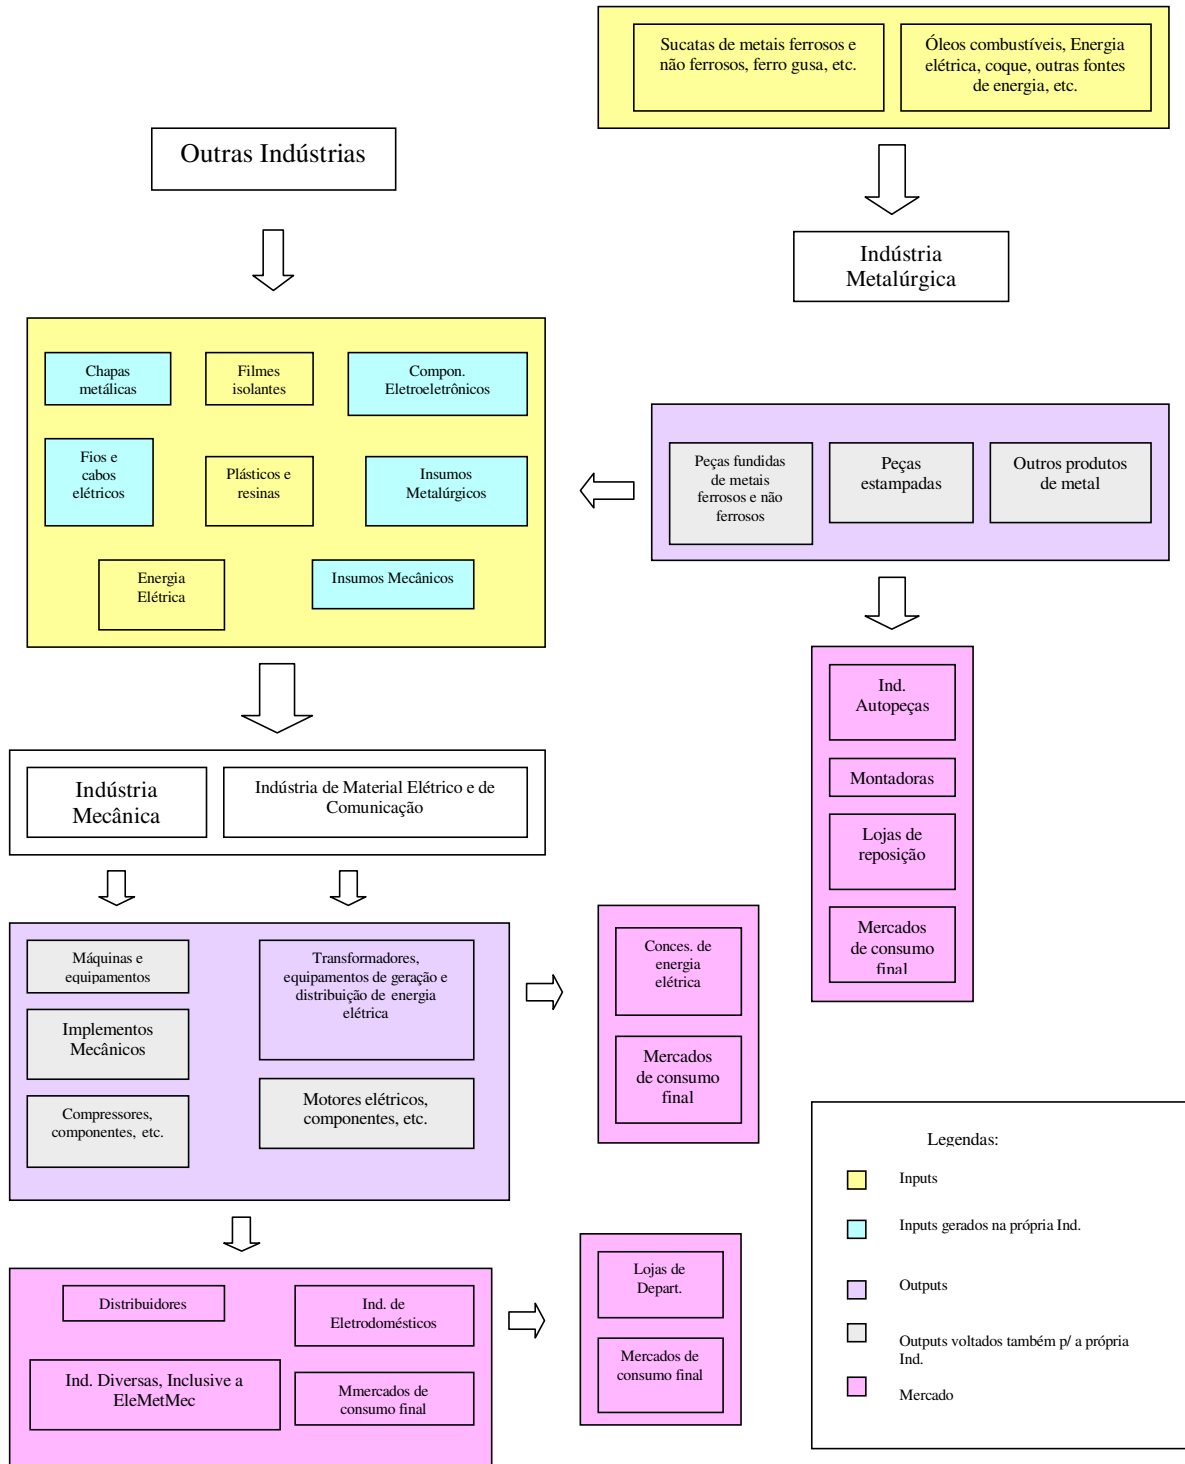 Sucatas de metais ferrosos e
não ferrosos, ferro gusa, etc.
Óleos combustíveis, Energia
elétrica, coque, outras fontes
de energia, etc.
Outras Indústrias
Indústria
Metalúrgica
Chapas
metálicas
Filmes
isolantes
Compon.
Eletroeletrônicos
Fios e
cabos
elétricos
Plásticos e
resinas
Insumos
Metalúrgicos
Energia
Elétrica
Insumos Mecânicos
Peças fundidas
de metais
ferrosos e não
ferrosos
Peças
estampadas
Outros produtos
de metal
Ind.
Autopeças
Montadoras
Lojas de
reposição
Mercados
de consumo
final
Indústria
Mecânica
Indústria de Material Elétrico e de
Comunicação
Máquinas e
equipamentos
Implementos
Mecânicos
Compressores,
componentes, etc.
Transformadores,
equipamentos de geração e
distribuição de energia
elétrica
Motores elétricos,
componentes, etc.
Conces. de
energia
elétrica
Mercados
de consumo
final
Distribuidores
Ind. de
Eletrodomésticos
Ind. Diversas, Inclusive a
EleMetMec
Mmercados de
consumo final
Lojas de
Depart.
Mercados de
consumo final
Legendas:
Inputs
Inputs gerados na própria Ind.
Outputs
Outputs voltados também p/ a própria
Ind.
Mercado